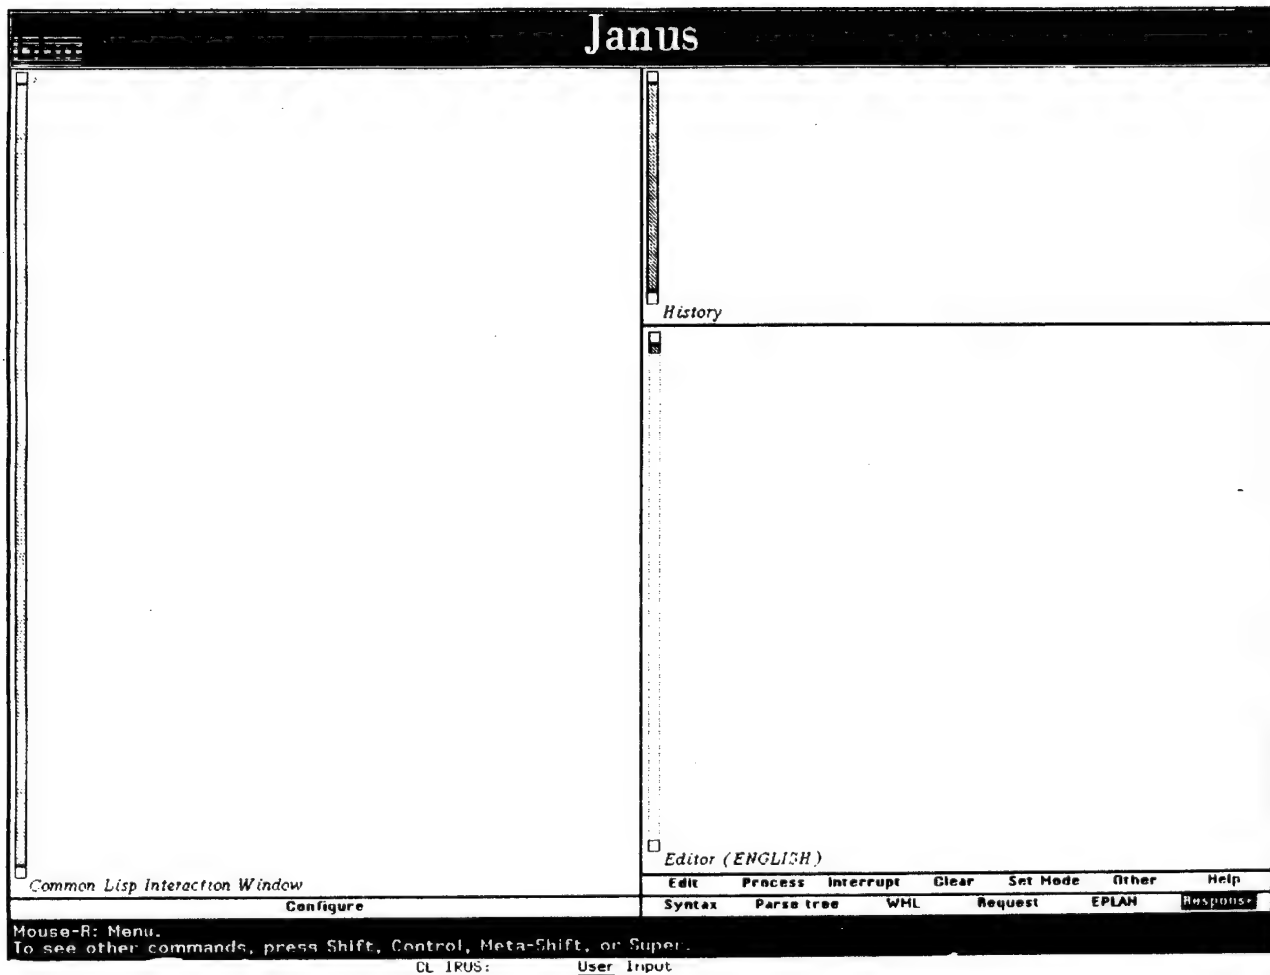 Janus
History
Editor (ENGLISH)
Common Lisp Interaction Window
Edit Process Interrupt Clear Set Mode Other Help
Configure
Syntax Parse tree WML Request EPLAN Response
Mouse-R: Menu.
To see other commands, press Shift, Control, Meta-Shift, or Super.
CL IRUS: User Input